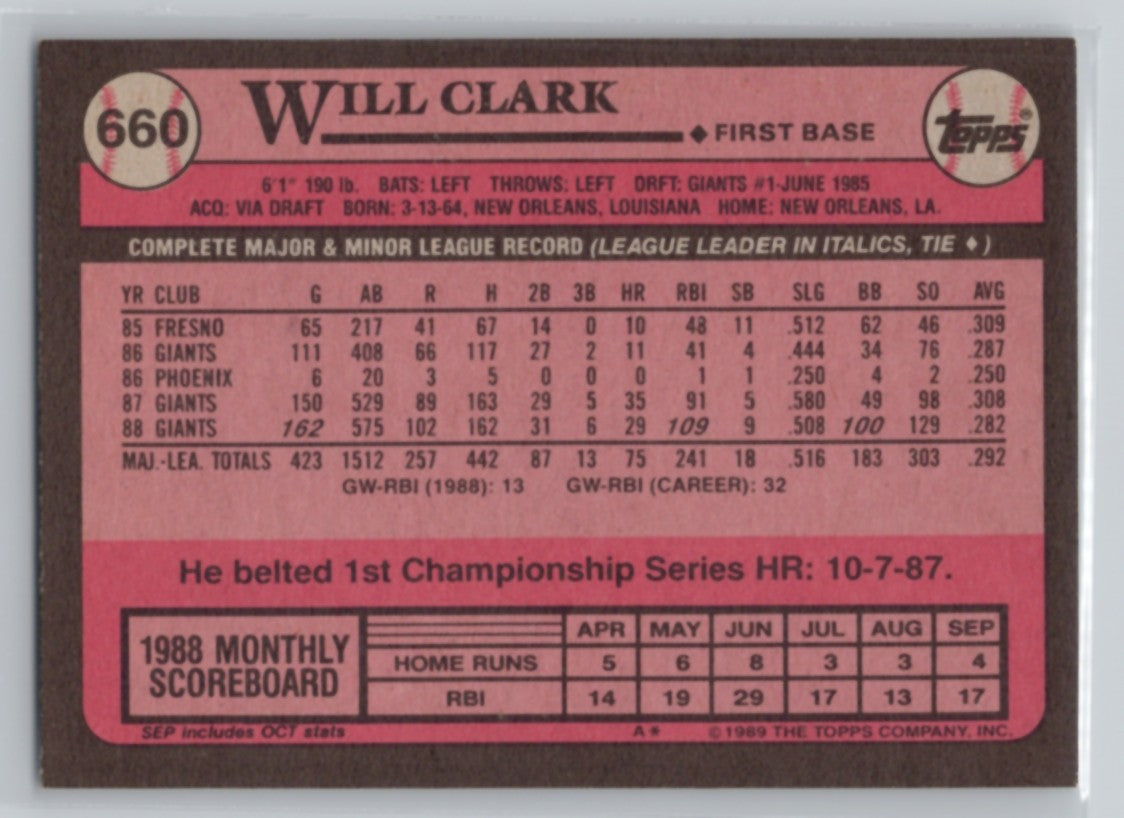 660 WILL CLARK ◆ FIRST BASE topps®
6'1" 190 lb. BATS: LEFT THROWS: LEFT DRFT: GIANTS #1-JUNE 1985
ACQ: VIA DRAFT BORN: 3-13-64, NEW ORLEANS, LOUISIANA HOME: NEW ORLEANS, LA.
COMPLETE MAJOR & MINOR LEAGUE RECORD (LEAGUE LEADER IN ITALICS, TIE ♦ )
YR CLUB G AB R H 2B 3B HR RBI SB SLG BB SO AVG
85 FRESNO 65 217 41 67 14 0 10 48 11 .512 62 46 .309
86 GIANTS 111 408 66 117 27 2 11 41 4 .444 34 76 .287
86 PHOENIX 6 20 3 5 0 0 0 1 1 .250 4 2 .250
87 GIANTS 150 529 89 163 29 5 35 91 5 .580 49 98 .308
88 GIANTS 162 575 102 162 31 6 29 109 9 .508 100 129 .282
MAJ.-LEA. TOTALS 423 1512 257 442 87 13 75 241 18 .516 183 303 .292
GW-RBI (1988): 13 GW-RBI (CAREER): 32
He belted 1st Championship Series HR: 10-7-87.
1988 MONTHLY
SCOREBOARD
APR MAY JUN JUL AUG SEP
HOME RUNS 5 6 8 3 3 4
RBI 14 19 29 17 13 17
SEP includes OCT stats A* ©1989 THE TOPPS COMPANY, INC.